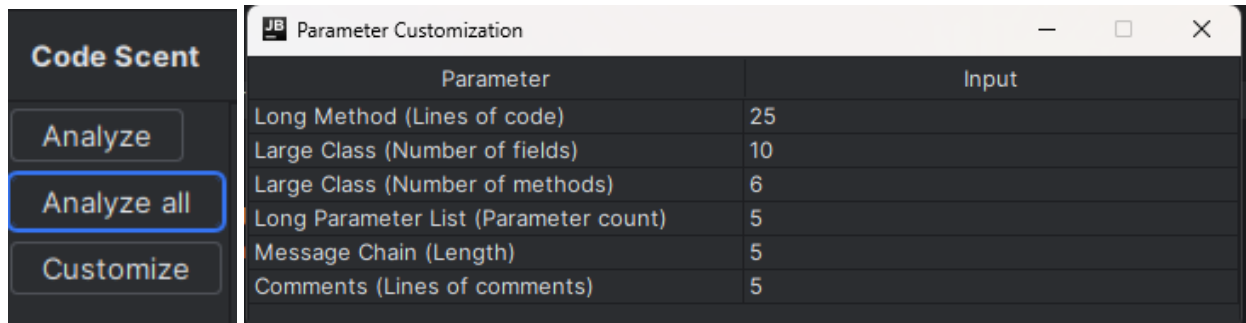 Code Scent
Analyze
Analyze all
Customize
JB Parameter Customization
Parameter Input
Long Method (Lines of code) 25
Large Class (Number of fields) 10
Large Class (Number of methods) 6
Long Parameter List (Parameter count) 5
Message Chain (Length) 5
Comments (Lines of comments) 5